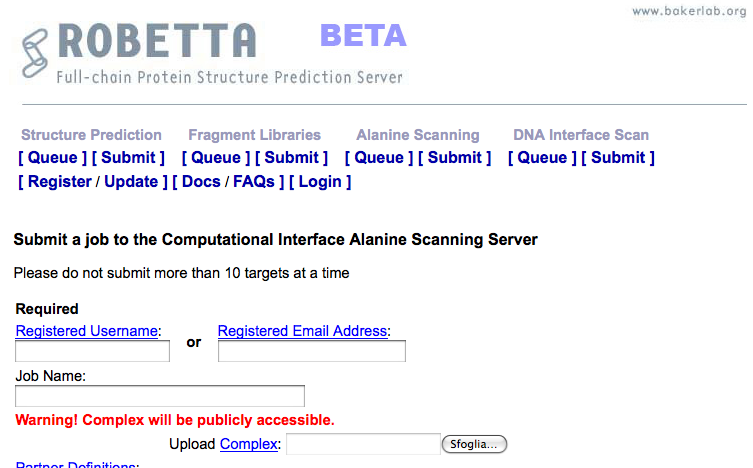 www.bakerlab.org
ROBETTA BETA
Full-chain Protein Structure Prediction Server
Structure Prediction Fragment Libraries Alanine Scanning DNA Interface Scan
[ Queue ] [ Submit ] [ Queue ] [ Submit ] [ Queue ] [ Submit ] [ Queue ] [ Submit ]
[ Register / Update ] [ Docs / FAQs ] [ Login ]
Submit a job to the Computational Interface Alanine Scanning Server
Please do not submit more than 10 targets at a time
Required
Registered Username: or Registered Email Address:
Job Name:
Warning! Complex will be publicly accessible.
Upload Complex: Sfoglia...
Partner Definitions: